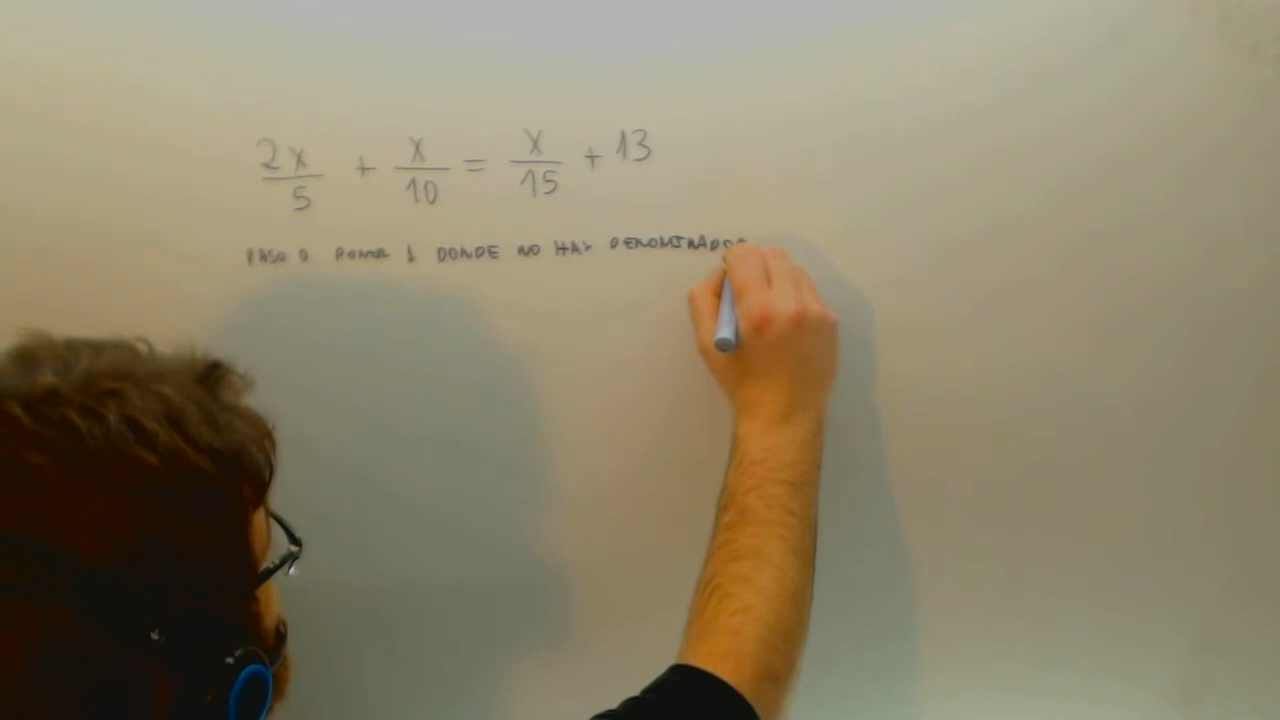 2x/5 + x/10 = x/15 + 13
PASO 0 PONER 1 DONDE NO HAY DENOMINADOR